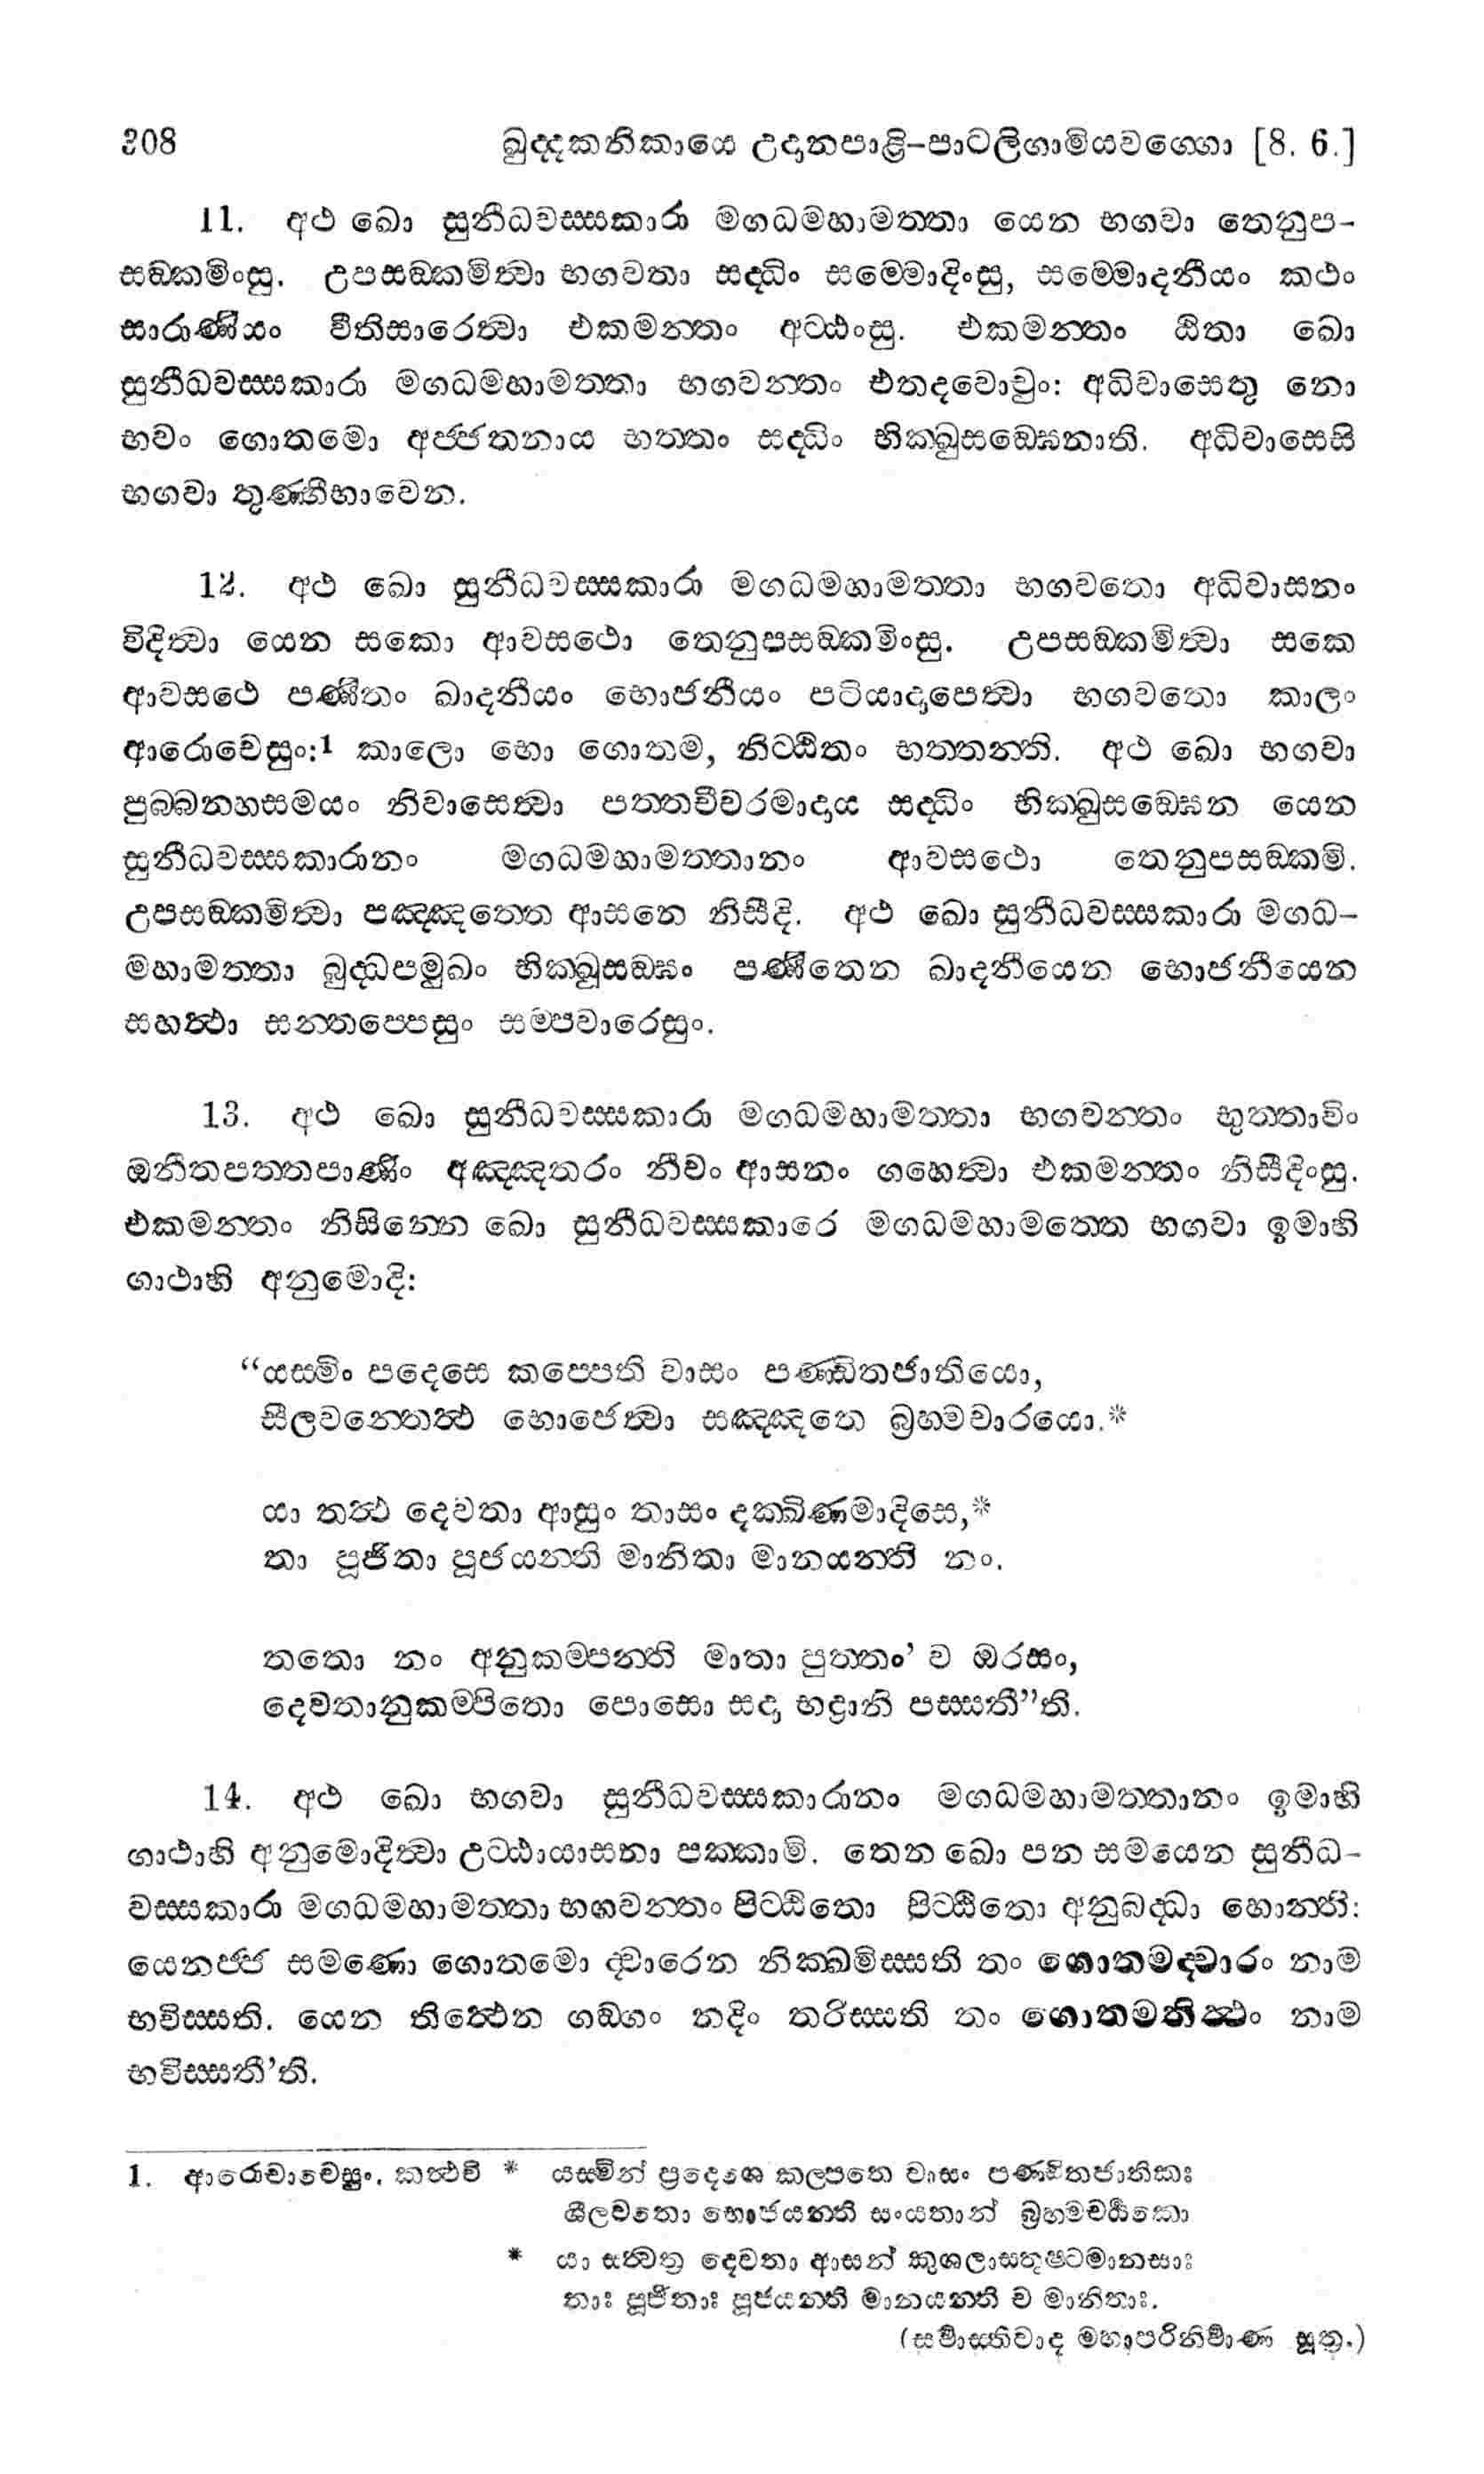 308 ඛුද්දකනිකායෙ උදානපාළි-පාටලිගාමියවග්ගො [8. 6.]
11. අථ ඛො සුනීධවස්සකාරා මගධමහාමත්තා යෙන භගවා තෙනුප-
සඞ්කමිංසු. උපසඞ්කමිත්වා භගවතා සද්ධිං සම්මොදිංසු, සම්මොදනීයං කථං
සාරාණීයං වීතිසාරෙත්වා එකමන්තං අට්ඨංසු. එකමන්තං ඨිතා ඛො
සුනීධවස්සකාරා මගධමහාමත්තා භගවන්තං එතදවොචුං: අධිවාසෙතු නො
භවං ගොතමො අජ්ජතනාය භත්තං සද්ධිං භික්ඛුසඞ්ඝෙනාති. අධිවාසෙසි
භගවා තුණ්හීභාවෙන.
12. අථ ඛො සුනීධවස්සකාරා මගධමහාමත්තා භගවතො අධිවාසනං
විදිත්වා යෙන සකො ආවසථො තෙනුපසඞ්කමිංසු. උපසඞ්කමිත්වා සකෙ
ආවසථෙ පණීතං ඛාදනීයං භොජනීයං පටියාදාපෙත්වා භගවතො කාලං
ආරොචෙසුං:1 කාලො භො ගොතම, නිට්ඨිතං භත්තන්ති. අථ ඛො භගවා
පුබ්බන්හසමයං නිවාසෙත්වා පත්තචීවරමාදාය සද්ධිං භික්ඛුසඞ්ඝෙන යෙන
සුනීධවස්සකාරානං මගධමහාමත්තානං ආවසථො තෙනුපසඞ්කමි.
උපසඞ්කමිත්වා පඤ්ඤත්තෙ ආසනෙ නිසීදි. අථ ඛො සුනීධවස්සකාරා මගධ-
මහාමත්තා බුද්ධපමුඛං භික්ඛූසඞ්ඝං පණීතෙන ඛාදනීයෙන භොජනීයෙන
සහත්ථා සන්තප්පෙසුං සම්පවාරෙසුං.
13. අථ ඛො සුනීධවස්සකාරා මගධමහාමත්තා භගවන්තං භුත්තාවිං
ඔනීතපත්තපාණිං අඤ්ඤතරං නීචං ආසනං ගහෙත්වා එකමන්තං නිසීදිංසු.
එකමන්තං නිසින්නෙ ඛො සුනීධවස්සකාරෙ මගධමහාමත්තෙ භගවා ඉමාහි
ගාථාහි අනුමොදි:
“යස්මිං පදෙසෙ කප්පෙති වාසං පණ්ඩිතජාතියො,
සීලවන්තෙත්ථ භොජෙත්වා සඤ්ඤතෙ බ්‍රහ්මචාරයො.*
යා තත්ථ දෙවතා ආසුං තාසං දක්ඛිණමාදිසෙ,*
තා පූජිතා පූජයන්ති මානිතා මානයන්ති නං.
තතො නං අනුකම්පන්ති මාතා පුත්තං’ ව ඔරසං,
දෙවතානුකම්පිතො පොසො සදා භද්‍රානි පස්සතී”ති.
14. අථ ඛො භගවා සුනීධවස්සකාරානං මගධමහාමත්තානං ඉමාහි
ගාථාහි අනුමොදිත්වා උට්ඨායාසනා පක්කාමි. තෙන ඛො පන සමයෙන සුනීධ-
වස්සකාරා මගධමහාමත්තා භගවන්තං පිට්ඨිතො පිට්ඨිතො අනුබද්ධා හොන්ති:
යෙනජ්ජ සමණො ගොතමො ද්වාරෙන නික්ඛමිස්සති තං ගොතමද්වාරං නාම
භවිස්සති. යෙන තිත්ථෙන ගඞ්ගං නදිං තරිස්සති තං ගොතමතිත්ථං නාම
භවිස්සතී’ති.
1. ආරොචාචෙසුං, කත්ථචි * යස්මින් ප්‍රදෙශෙ කල්පතෙ වාසං පණ්ඩිතජාතිකඃ
ශීලවතො භොජයන්ති සංයතාන් බ්‍රහ්මචර්‍ය්‍යකො
* යා සත්වත්‍ර දෙවතා ආසන් කුශලාසතුෂ්ටමානසාඃ
තාඃ පූජිතාඃ පූජයන්ති මානයන්ති ච මානිතාඃ.
(සර්‍වාස්තිවාද මහාපරිනිර්‍වාණ සූත්‍ර.)